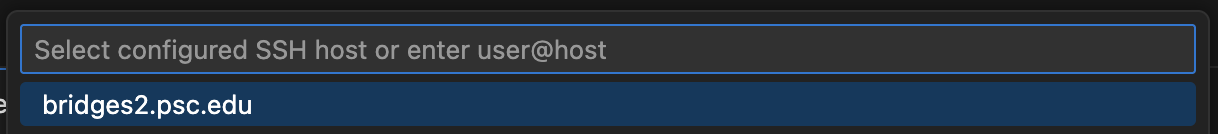 Select configured SSH host or enter user@host
bridges2.psc.edu